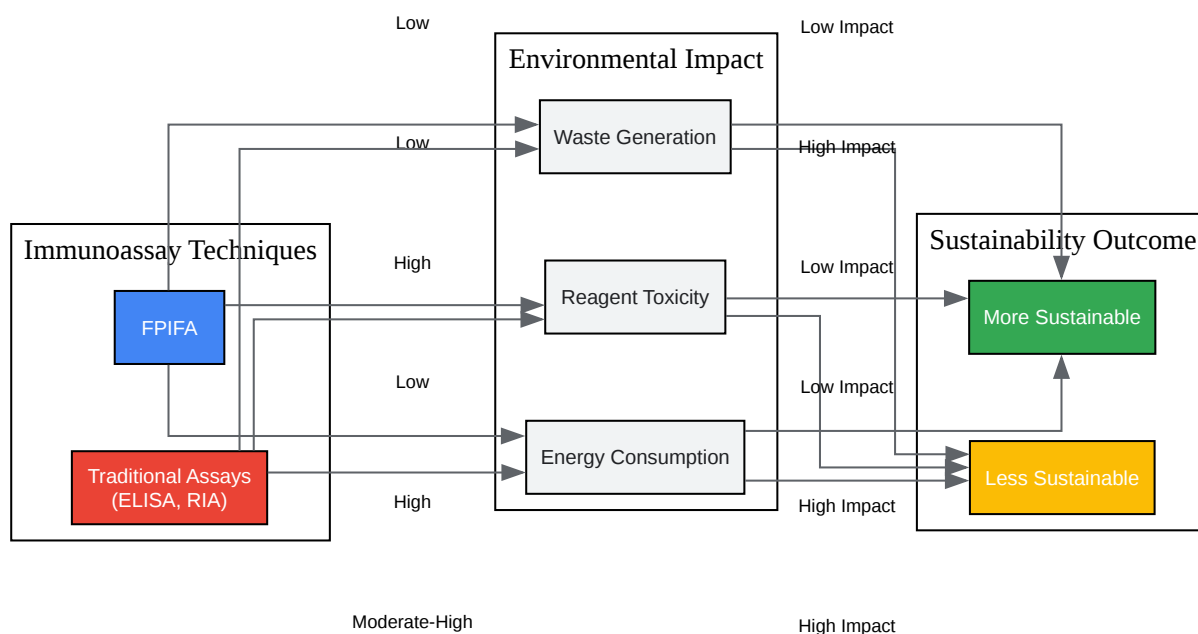 Low
Low Impact
Environmental Impact
Waste Generation
Low
High Impact
Immunoassay Techniques
Sustainability Outcome
High
Low Impact
Reagent Toxicity
FPIFA
More Sustainable
Low
Low Impact
Energy Consumption
Traditional Assays
(ELISA, RIA)
Less Sustainable
High
High Impact
Moderate-High
High Impact